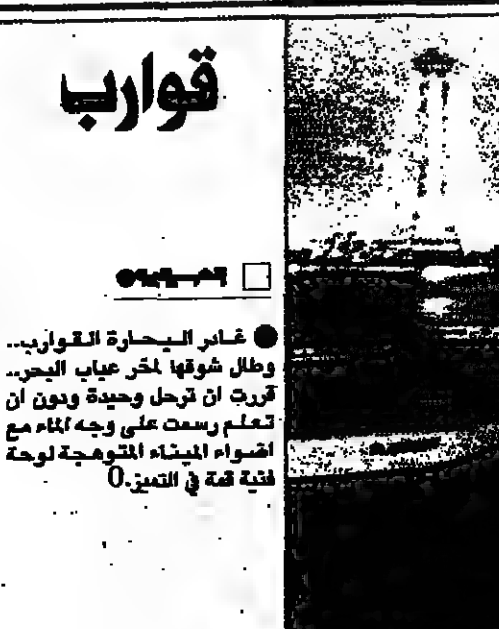 قوارب
● غادر البحارة القوارب..
وطال شوقها لمخر عباب البحر..
قررت ان ترحل وحيدة ودون ان
تعلم رسمت على وجه الماء مع
اضواء الميناء المتوهجة لوحة
فنية قمة في التميز.O